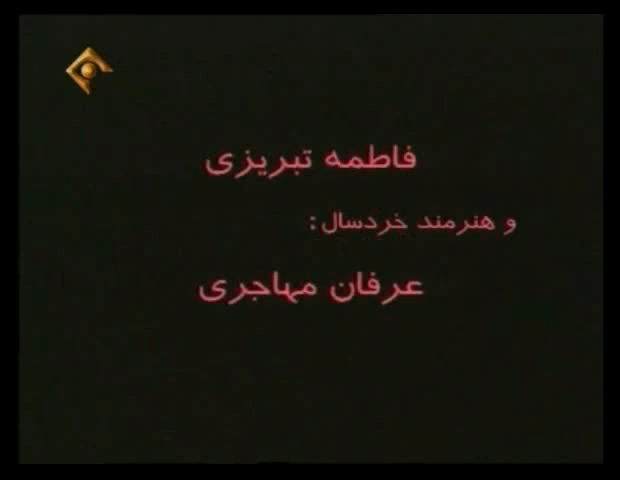 فاطمه تبریزی
و هنرمند خردسال:
عرفان مهاجری